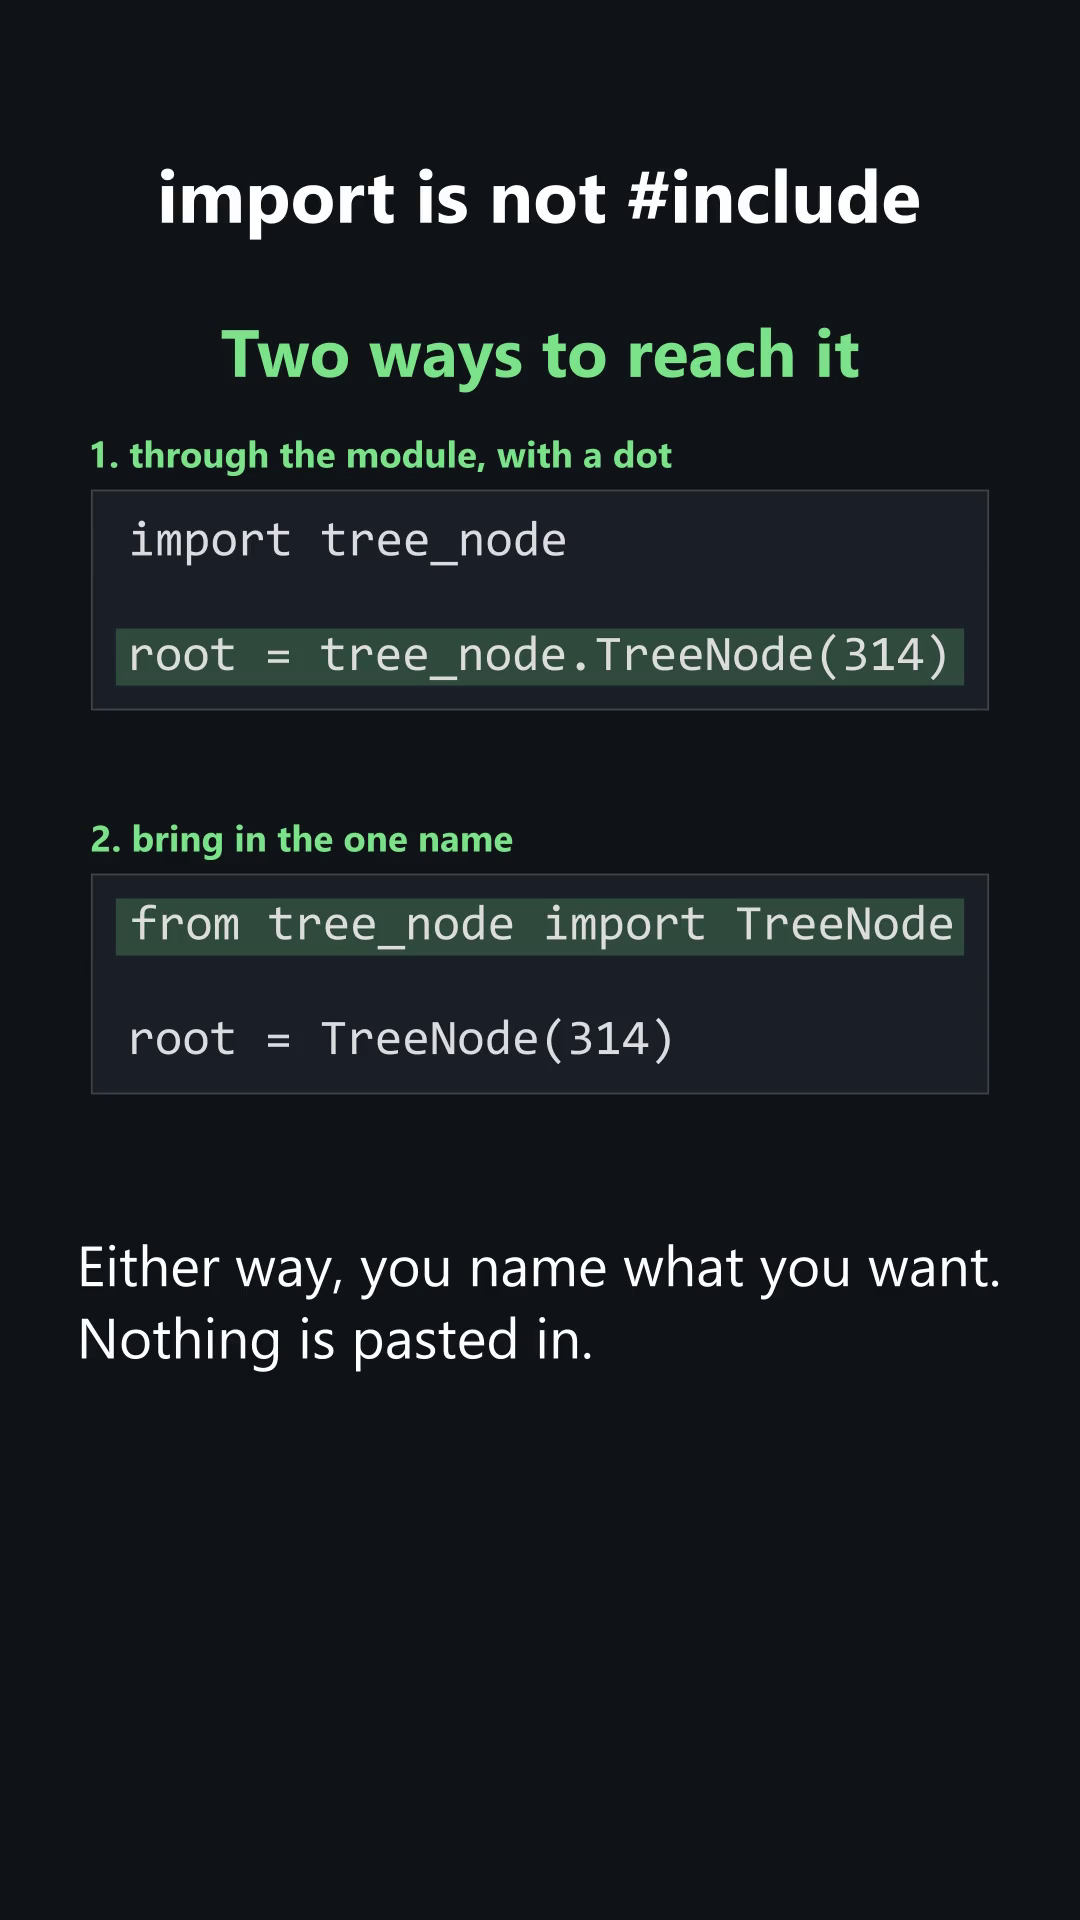 import is not #include
Two ways to reach it
1. through the module, with a dot
import tree_node
root = tree_node.TreeNode(314)
2. bring in the one name
from tree_node import TreeNode
root = TreeNode(314)
Either way, you name what you want.
Nothing is pasted in.